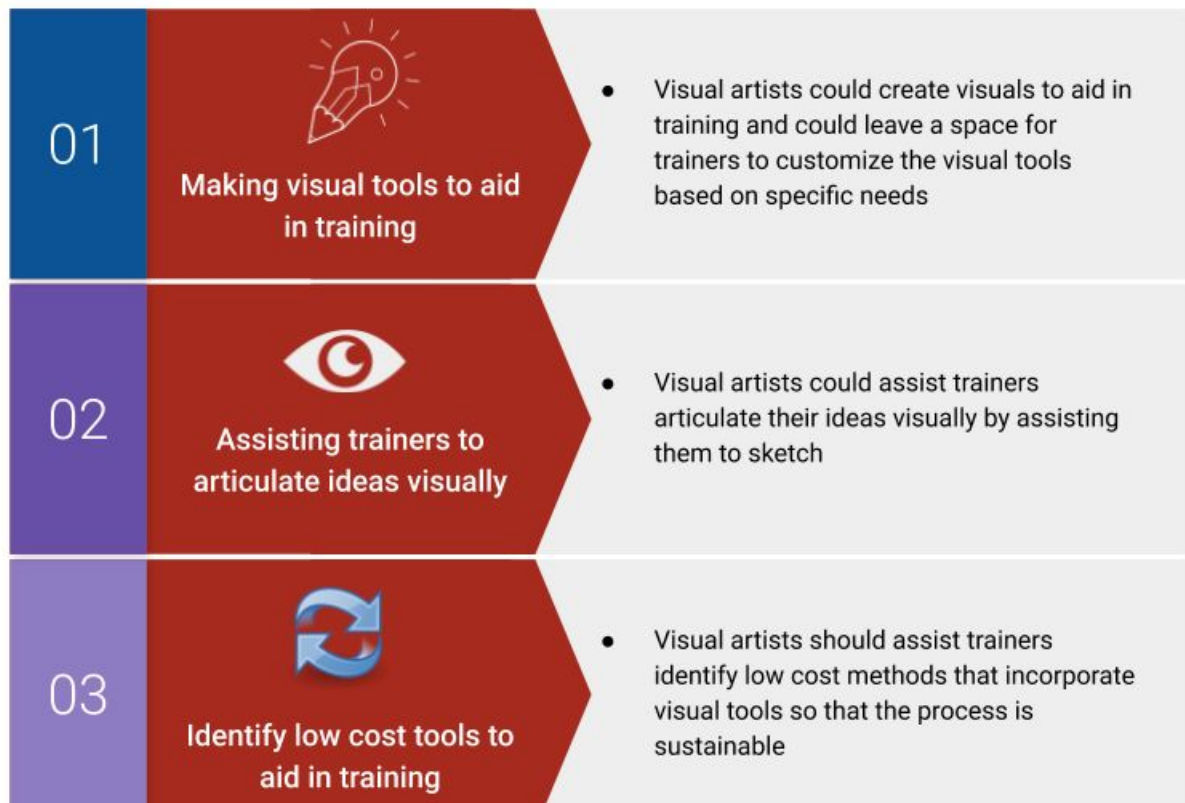 01
Making visual tools to aid
in training
● Visual artists could create visuals to aid in
training and could leave a space for
trainers to customize the visual tools
based on specific needs
02
Assisting trainers to
articulate ideas visually
● Visual artists could assist trainers
articulate their ideas visually by assisting
them to sketch
03
Identify low cost tools to
aid in training
● Visual artists should assist trainers
identify low cost methods that incorporate
visual tools so that the process is
sustainable